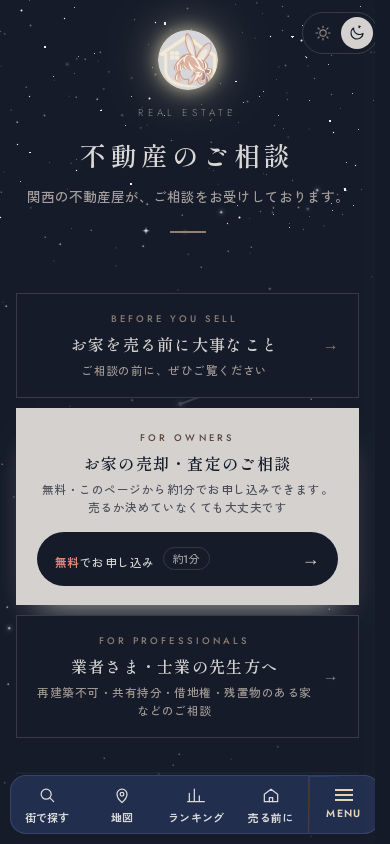 REAL ESTATE
不動産のご相談
関西の不動産屋が、ご相談をお受けしております。
BEFORE YOU SELL
お家を売る前に大事なこと
→
ご相談の前に、ぜひご覧ください
FOR OWNERS
お家の売却・査定のご相談
無料・このページから約1分でお申し込みできます。
売るか決めていなくても大丈夫です
無料でお申し込み 約1分 →
FOR PROFESSIONALS
業者さま・士業の先生方へ
→
再建築不可・共有持分・借地権・残置物のある家
などのご相談
街で探す 地図 ランキング 売る前に MENU